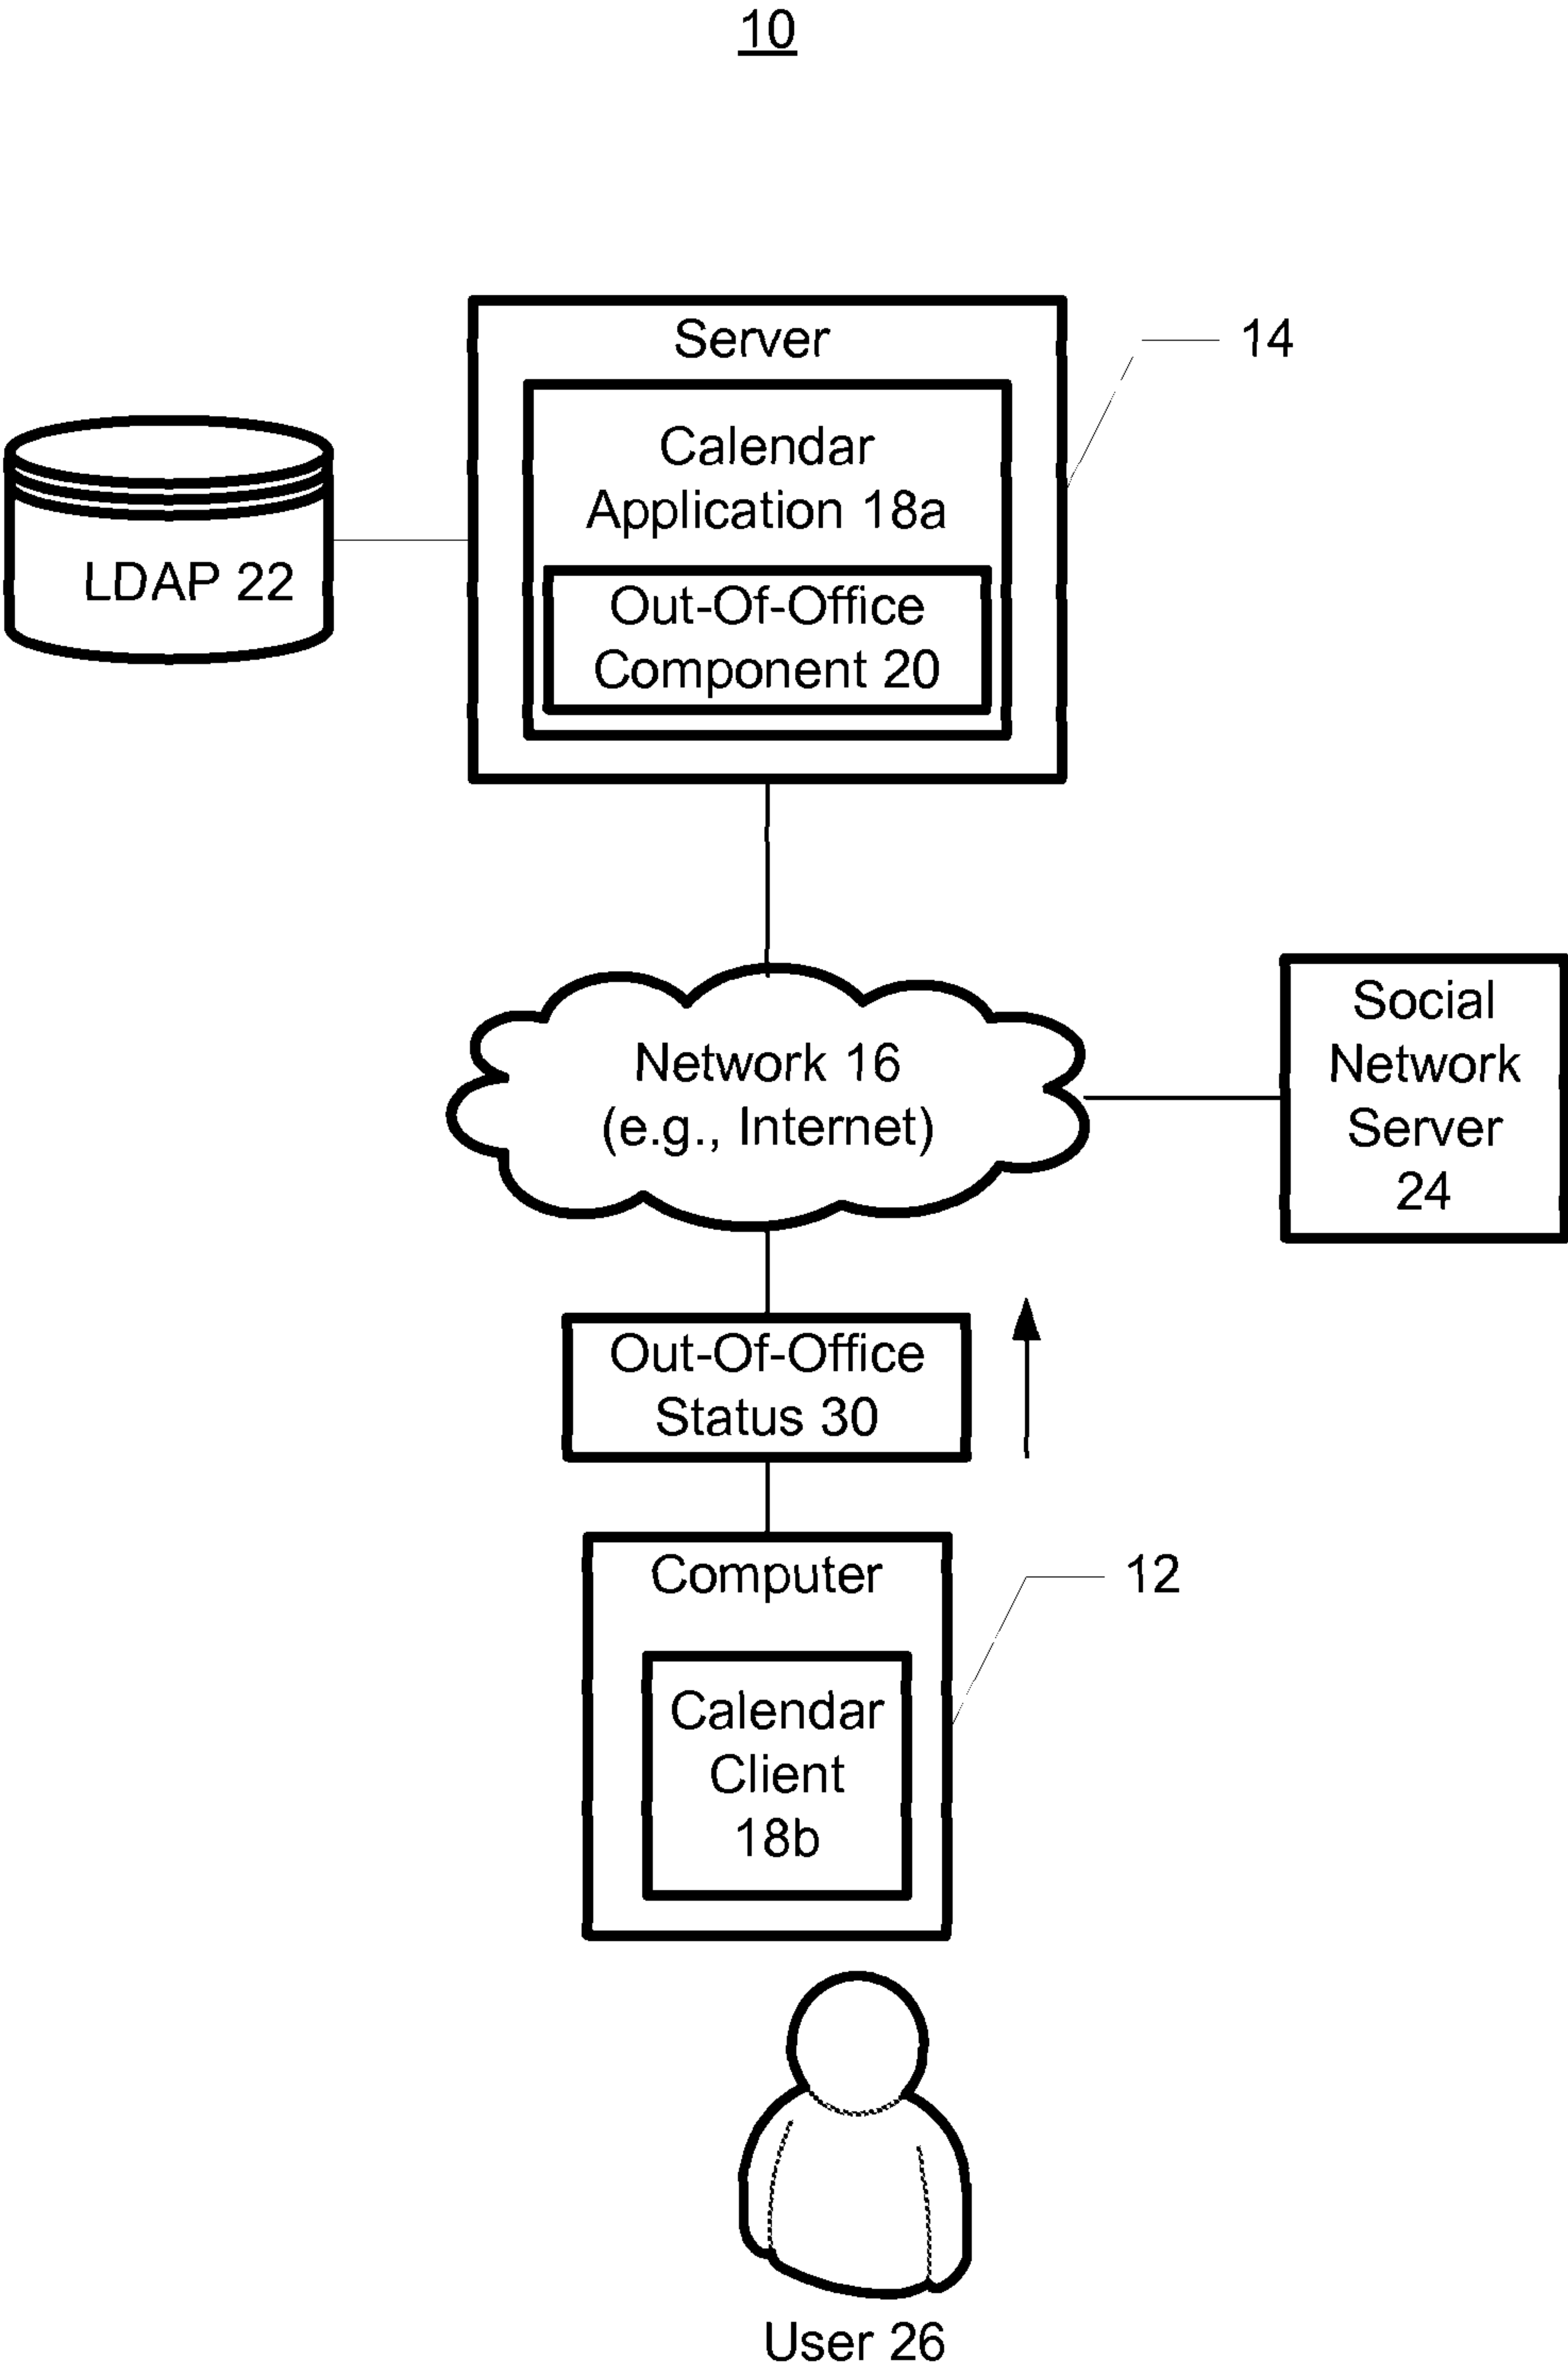 10
Server
14
Calendar
Application 18a
Out-Of-Office
Component 20
LDAP 22
Network 16
(e.g., Internet)
Social
Network
Server
24
Out-Of-Office
Status 30
Computer
12
Calendar
Client
18b
User 26